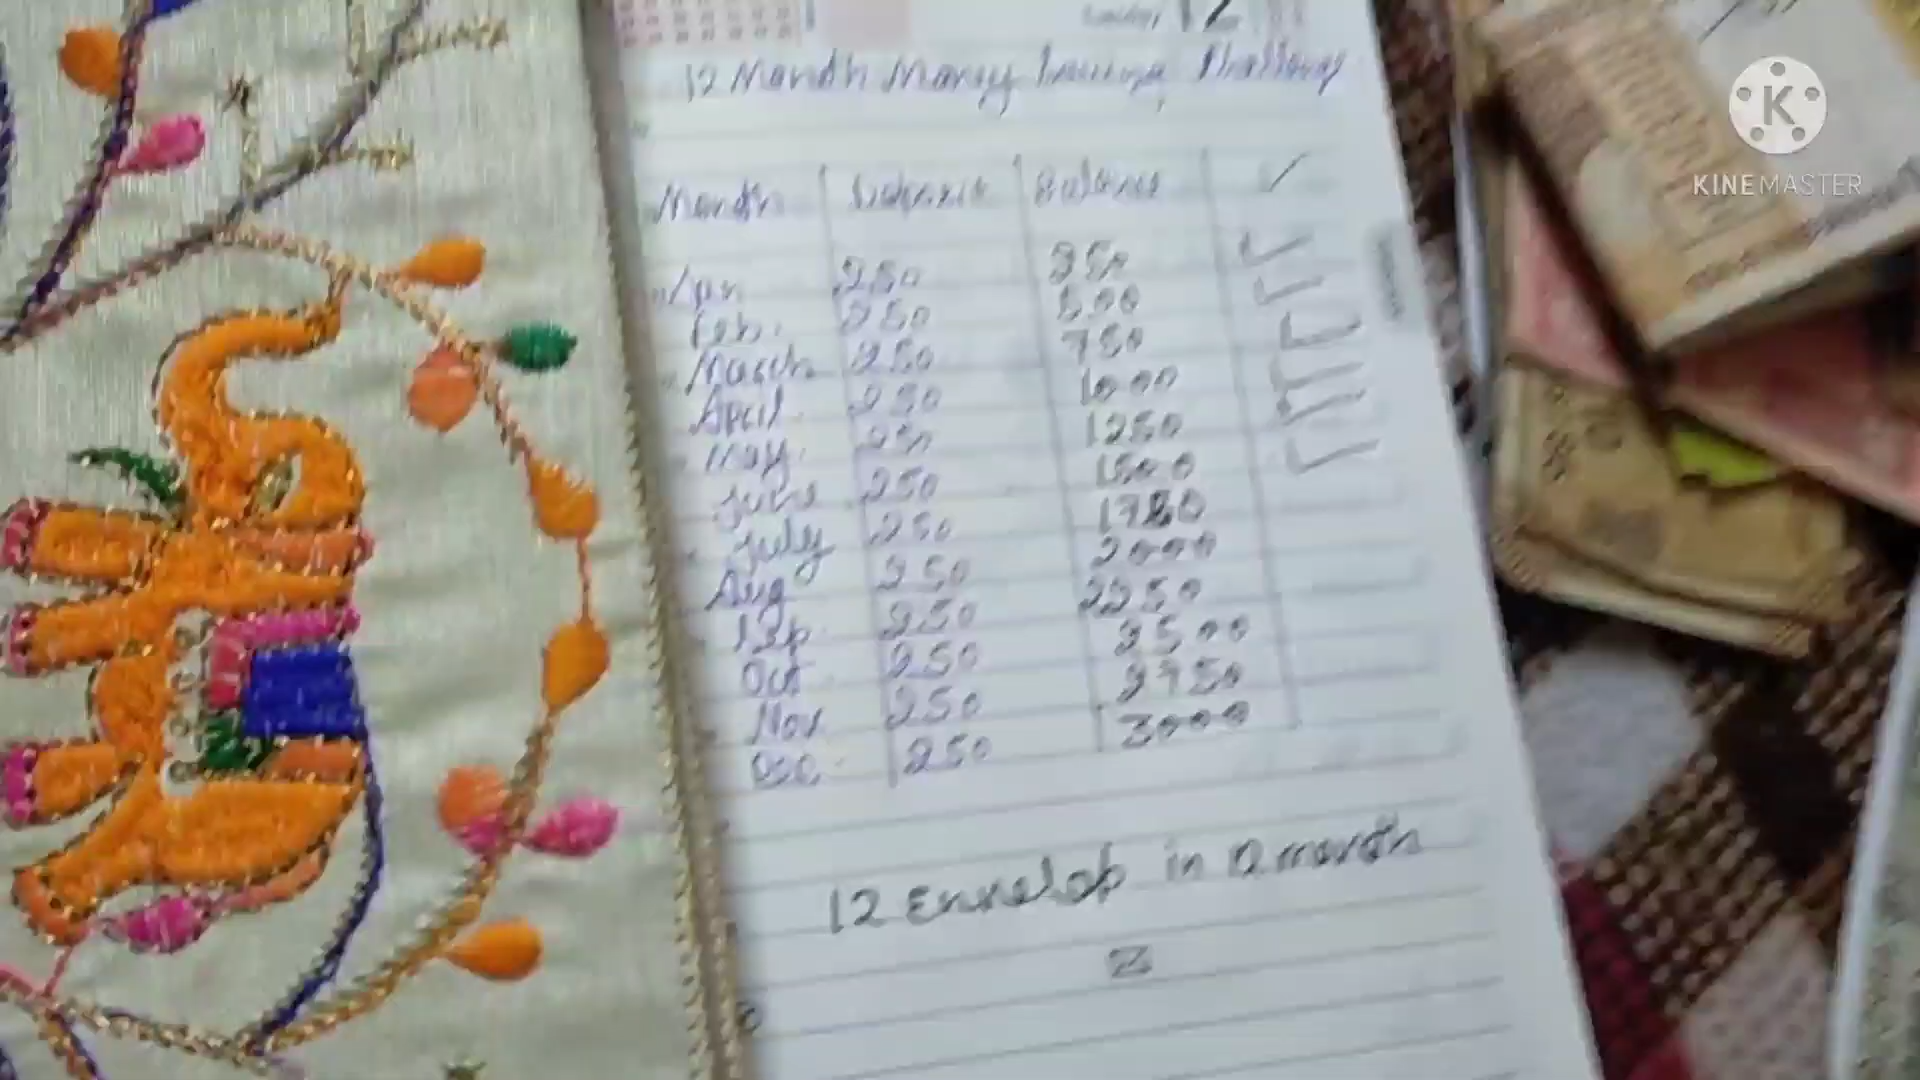 12 Month Money Saving Challenge
Month Deposit Balance ✓
Jan 250 250 ✓
Feb. 250 500 ✓
March 250 750 ✓
April 250 1000 ✓
May. 250 1250 ✓
June 250 1500 ✓
July 250 1750
Aug 250 2000
Sep 250 2250
Oct 250 2500
Nov 250 2750
Dec. 250 3000
12 Envelop in 12 month
K
KINEMASTER